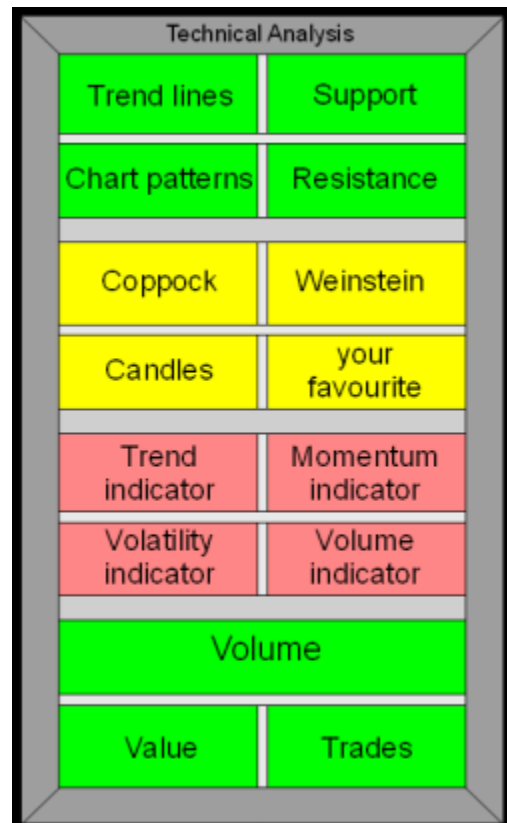 Technical Analysis
Trend lines
Support
Chart patterns
Resistance
Coppock
Weinstein
Candles
your
favourite
Trend
indicator
Momentum
indicator
Volatility
indicator
Volume
indicator
Volume
Value
Trades